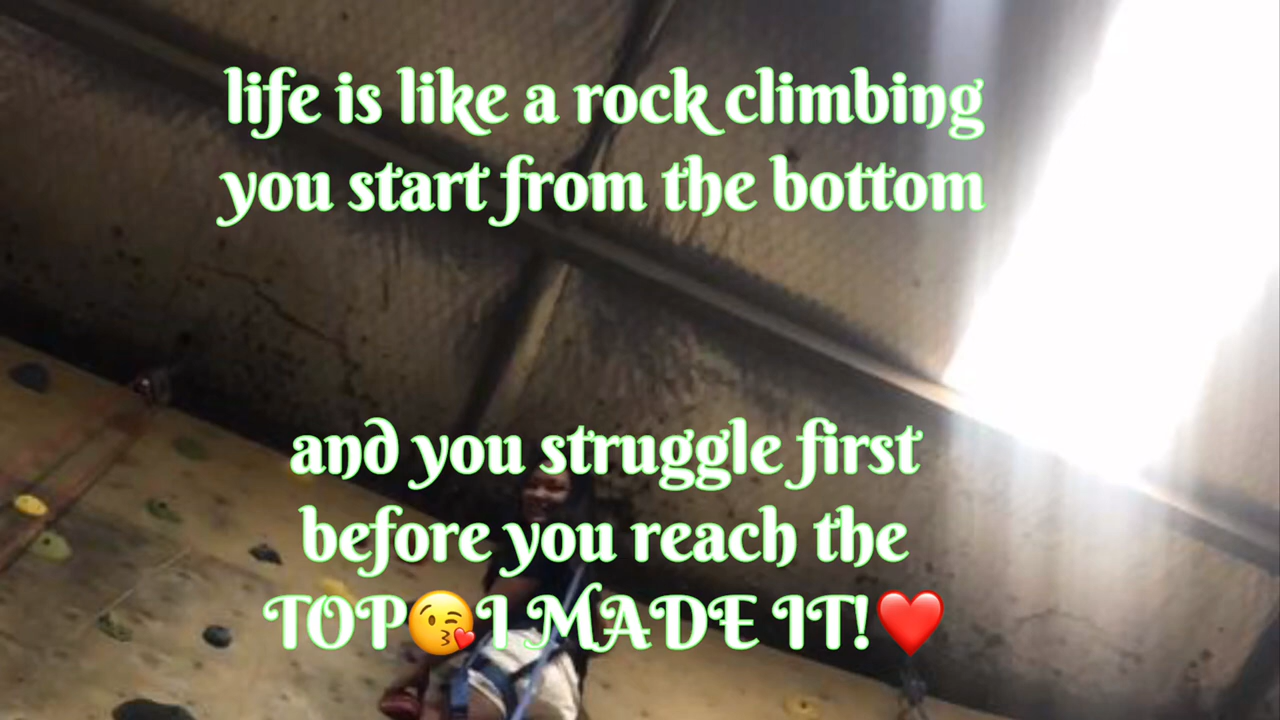 life is like a rock climbing
you start from the bottom
and you struggle first
before you reach the
TOP😘I MADE IT!❤️